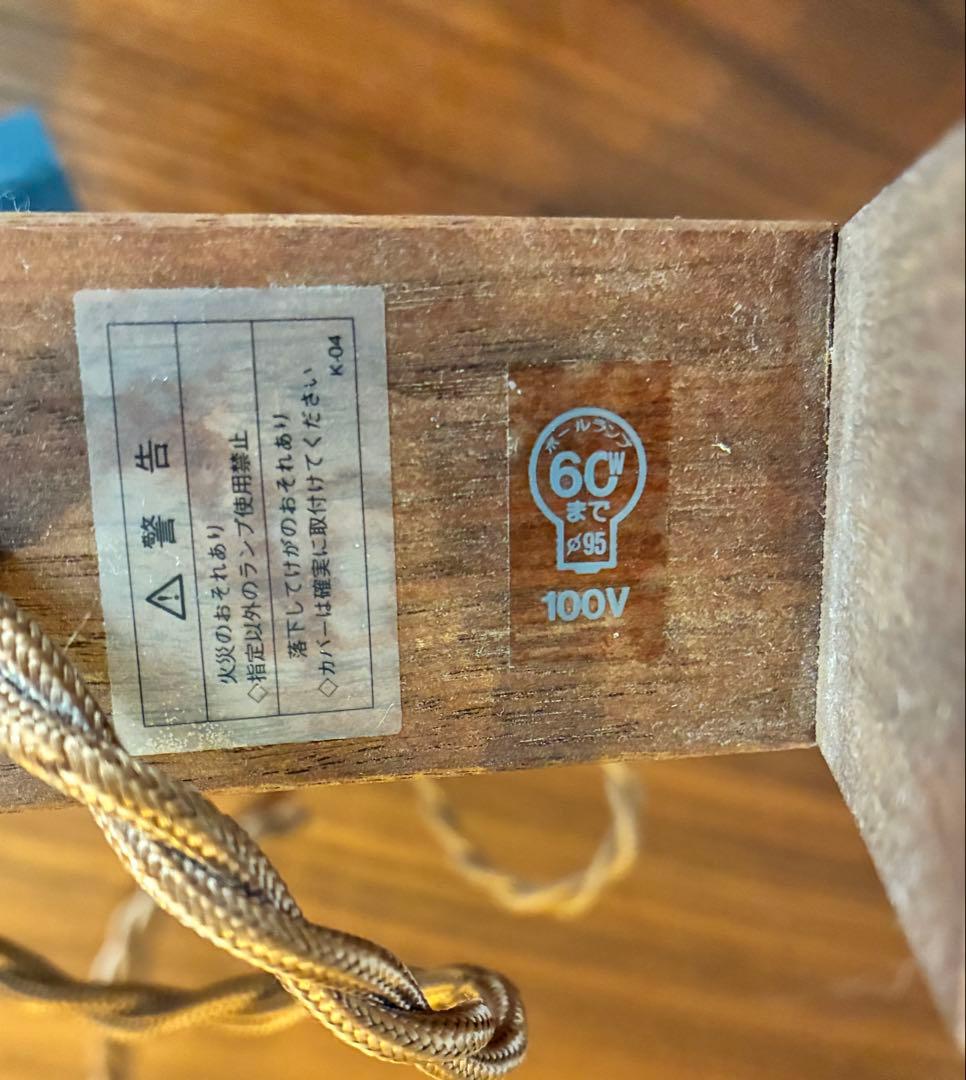 ⚠ 警告
火災のおそれあり
◇指定以外のランプ使用禁止
落下してけがのおそれあり
◇カバーは確実に取付けてください
K-04
ボールランプ
60W
まで
⌀95
100V